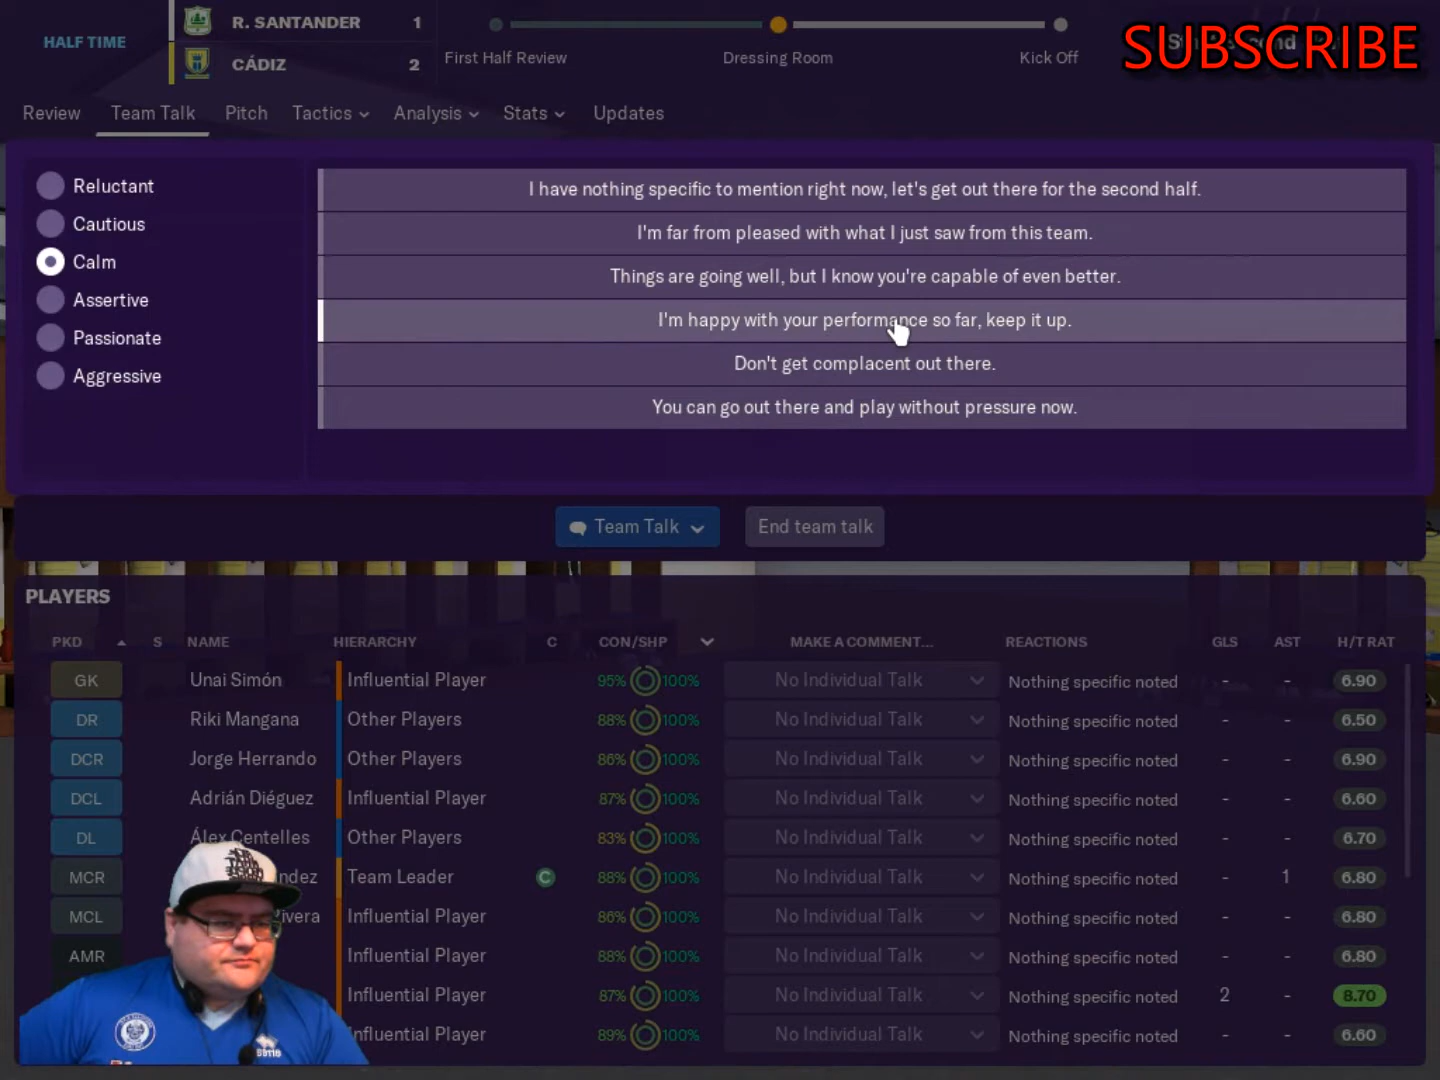 HALF TIME
R. SANTANDER 1
CÁDIZ 2
First Half Review
Dressing Room
Kick Off
SUBSCRIBE
Review Team Talk Pitch Tactics Analysis Stats Updates
Reluctant
Cautious
Calm
Assertive
Passionate
Aggressive
I have nothing specific to mention right now, let's get out there for the second half.
I'm far from pleased with what I just saw from this team.
Things are going well, but I know you're capable of even better.
I'm happy with your performance so far, keep it up.
Don't get complacent out there.
You can go out there and play without pressure now.
Team Talk End team talk
PLAYERS
PKD S NAME HIERARCHY C CON/SHP MAKE A COMMENT... REACTIONS GLS AST H/T RAT
GK Unai Simón Influential Player 95% 100% No Individual Talk Nothing specific noted - - 6.90
DR Riki Mangana Other Players 88% 100% No Individual Talk Nothing specific noted - - 6.50
DCR Jorge Herrando Other Players 86% 100% No Individual Talk Nothing specific noted - - 6.90
DCL Adrián Diéguez Influential Player 87% 100% No Individual Talk Nothing specific noted - - 6.60
DL Álex Centelles Other Players 83% 100% No Individual Talk Nothing specific noted - - 6.70
MCR ndez Team Leader C 88% 100% No Individual Talk Nothing specific noted - 1 6.80
MCL ivera Influential Player 86% 100% No Individual Talk Nothing specific noted - - 6.80
AMR Influential Player 88% 100% No Individual Talk Nothing specific noted - - 6.80
Influential Player 87% 100% No Individual Talk Nothing specific noted 2 - 8.70
nfluential Player 89% 100% No Individual Talk Nothing specific noted - - 6.60